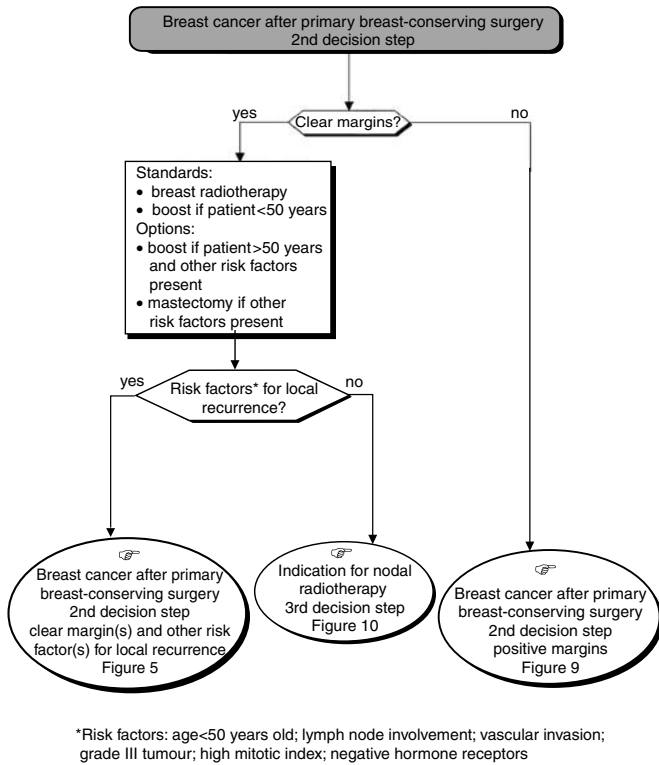 Breast cancer after primary breast-conserving surgery
2nd decision step
yes
Clear margins?
no
Standards:
• breast radiotherapy
• boost if patient<50 years
Options:
• boost if patient>50 years
and other risk factors
present
• mastectomy if other
risk factors present
yes
Risk factors* for local
recurrence?
no
Breast cancer after primary
breast-conserving surgery
2nd decision step
clear margin(s) and other risk
factor(s) for local recurrence
Figure 5
Indication for nodal
radiotherapy
3rd decision step
Figure 10
Breast cancer after primary
breast-conserving surgery
2nd decision step
positive margins
Figure 9
*Risk factors: age<50 years old; lymph node involvement; vascular invasion;
grade III tumour; high mitotic index; negative hormone receptors